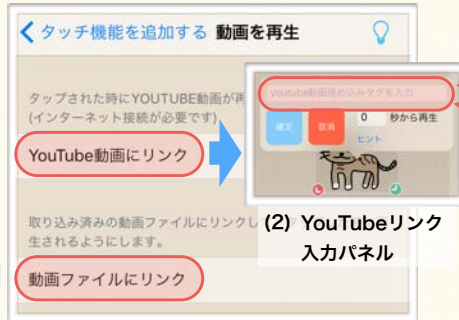 タッチ機能を追加する 動画を再生
タップされた時にYOUTUBE動画が再
(インターネット接続が必要です)
YouTube動画にリンク
youtube動画埋め込みタグを入力
確定 取消 0 秒から再生
ヒント
(2) YouTubeリンク
入力パネル
取り込み済みの動画ファイルにリンクし
生されるようにします。
動画ファイルにリンク